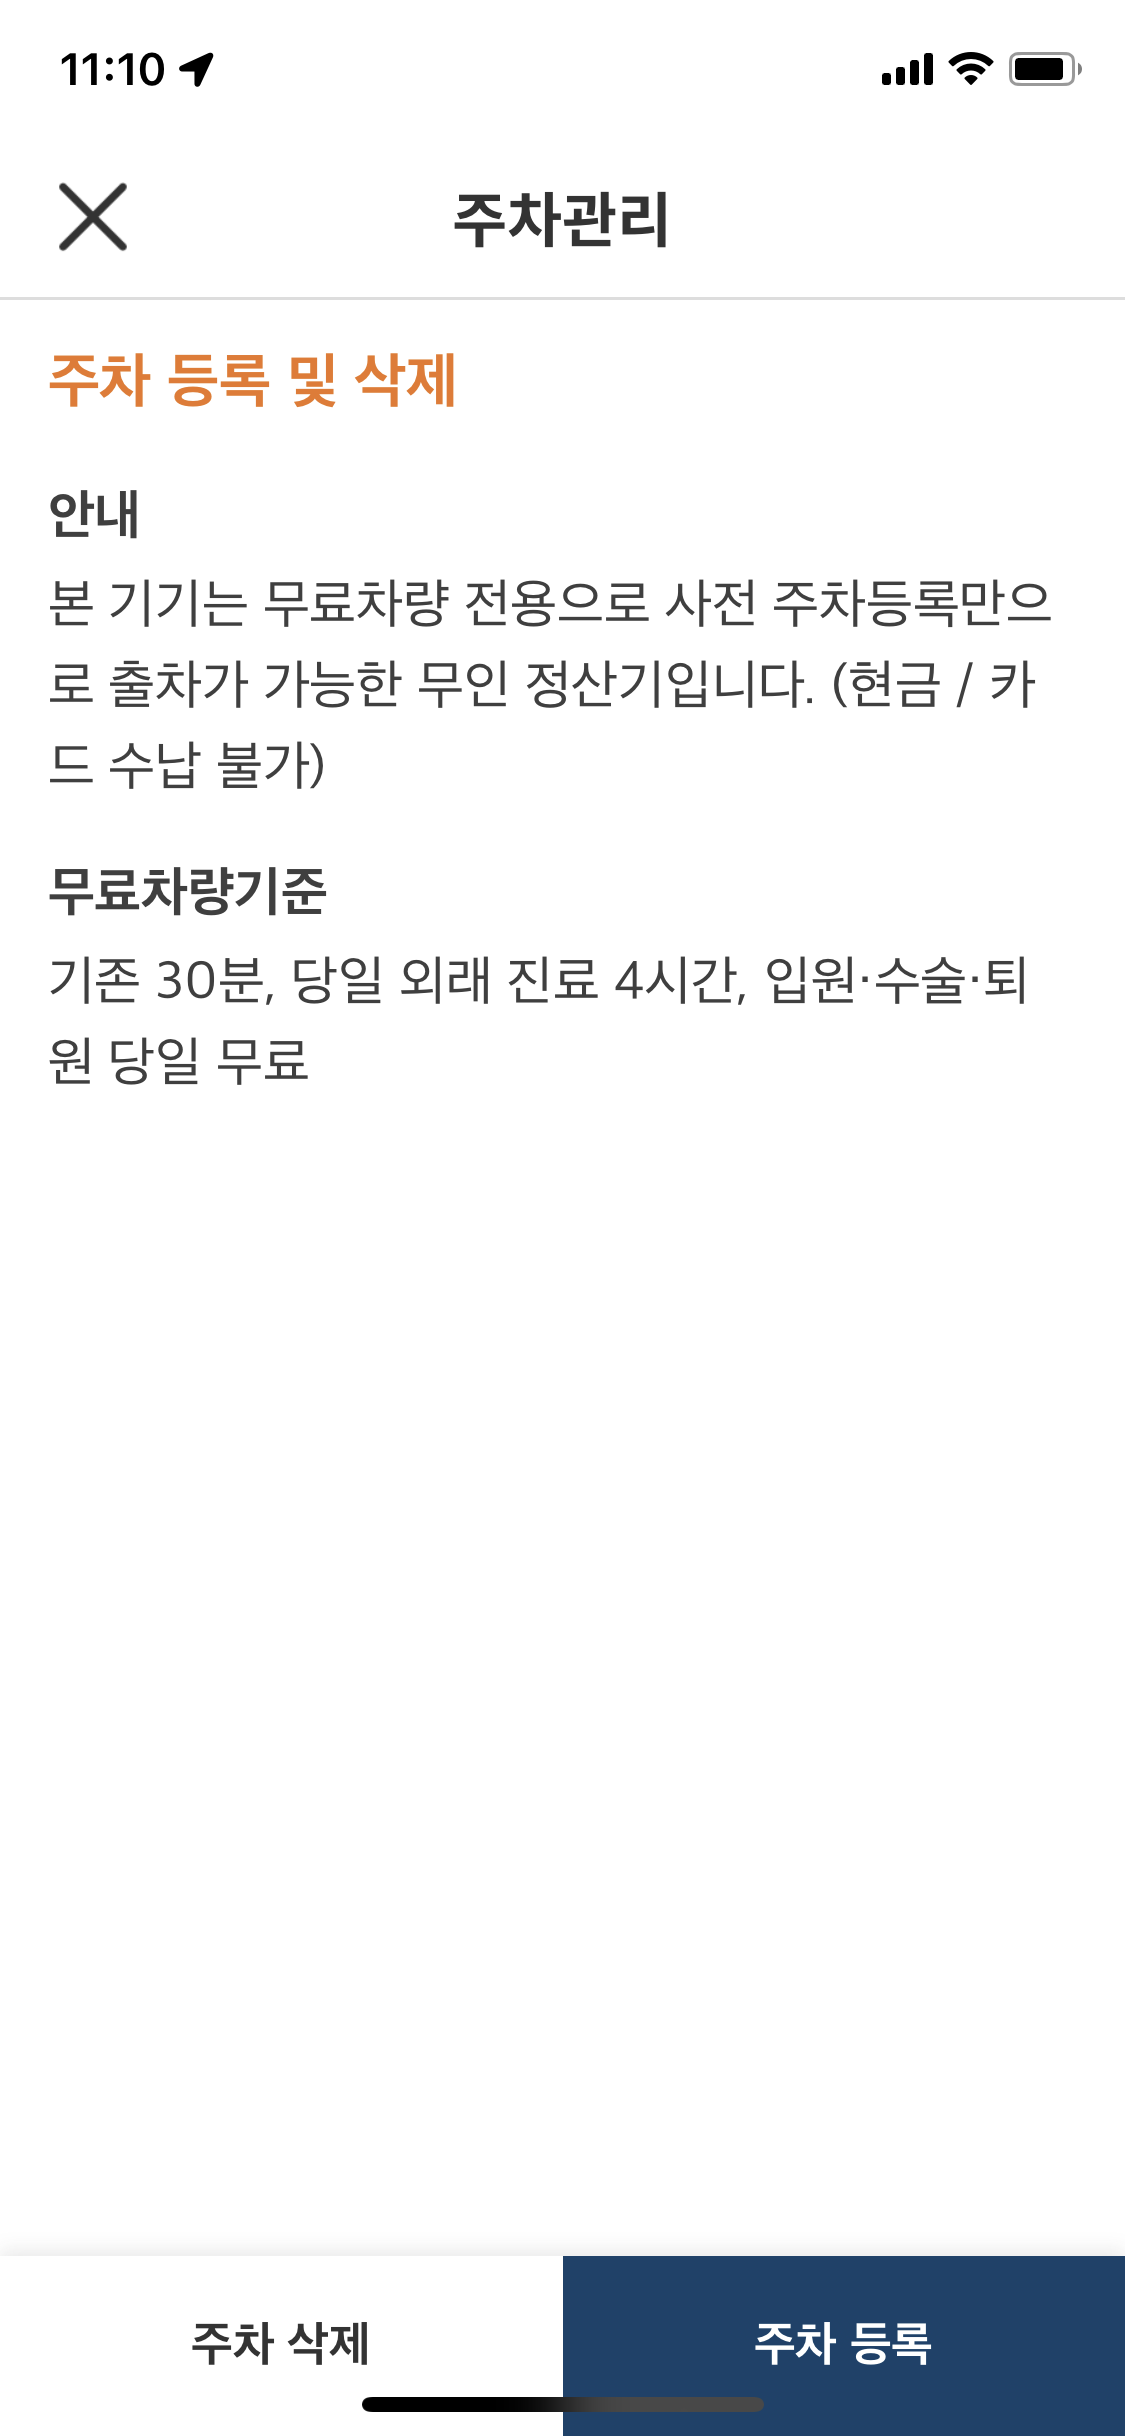 11:10
주차관리
주차 등록 및 삭제
안내
본 기기는 무료차량 전용으로 사전 주차등록만으
로 출차가 가능한 무인 정산기입니다. (현금 / 카
드 수납 불가)
무료차량기준
기존 30분, 당일 외래 진료 4시간, 입원·수술·퇴
원 당일 무료
주차 삭제
주차 등록